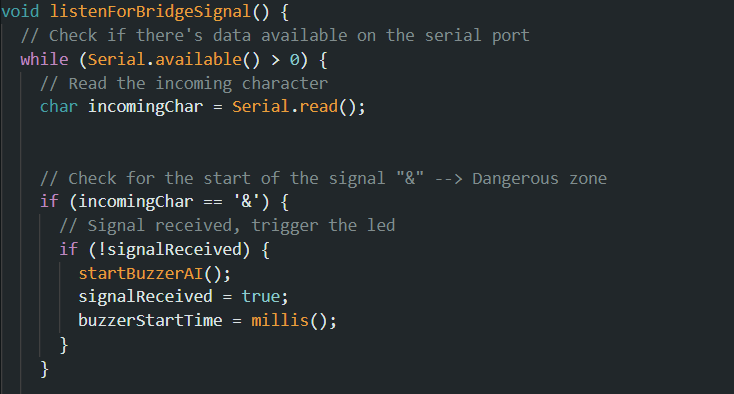 void listenForBridgeSignal() {
// Check if there's data available on the serial port
while (Serial.available() > 0) {
// Read the incoming character
char incomingChar = Serial.read();
// Check for the start of the signal "&" --> Dangerous zone
if (incomingChar == '&') {
// Signal received, trigger the led
if (!signalReceived) {
startBuzzerAI();
signalReceived = true;
buzzerStartTime = millis();
}
}